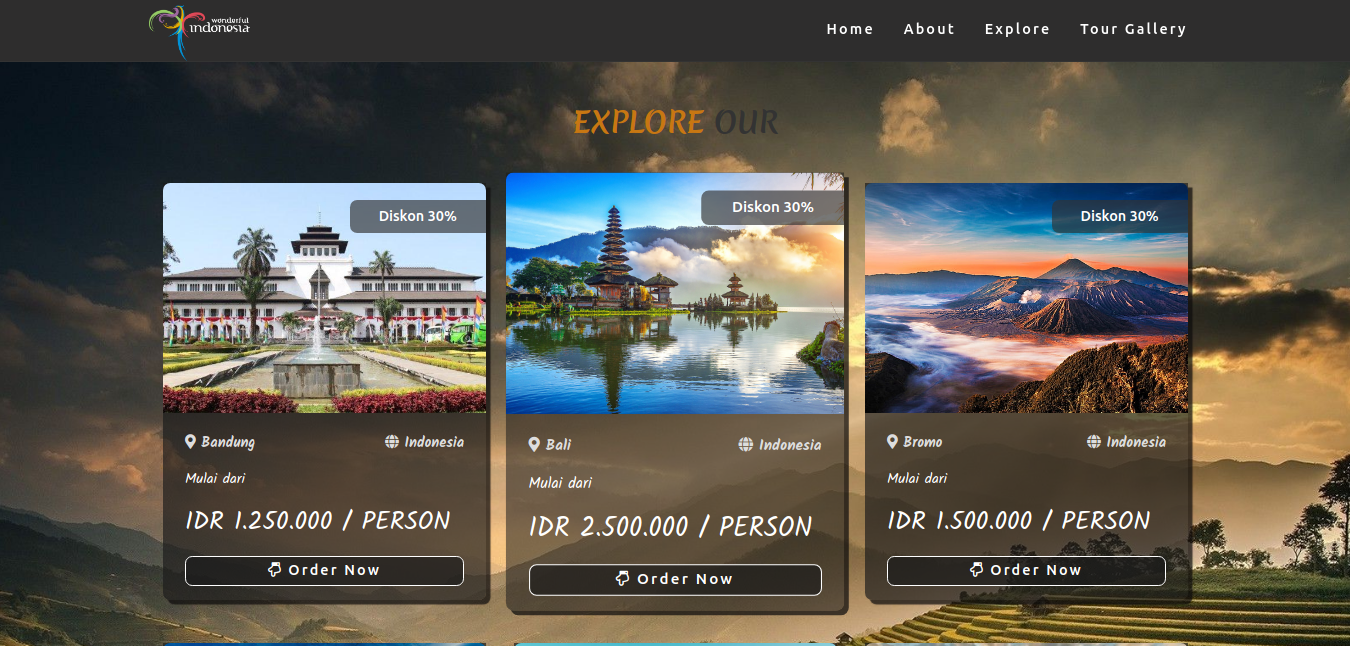 wonderful
indonesia
Home About Explore Tour Gallery
EXPLORE OUR
Diskon 30%
Diskon 30%
Diskon 30%
Bandung Indonesia
Mulai dari
IDR 1.250.000 / PERSON
Order Now
Bali Indonesia
Mulai dari
IDR 2.500.000 / PERSON
Order Now
Bromo Indonesia
Mulai dari
IDR 1.500.000 / PERSON
Order Now